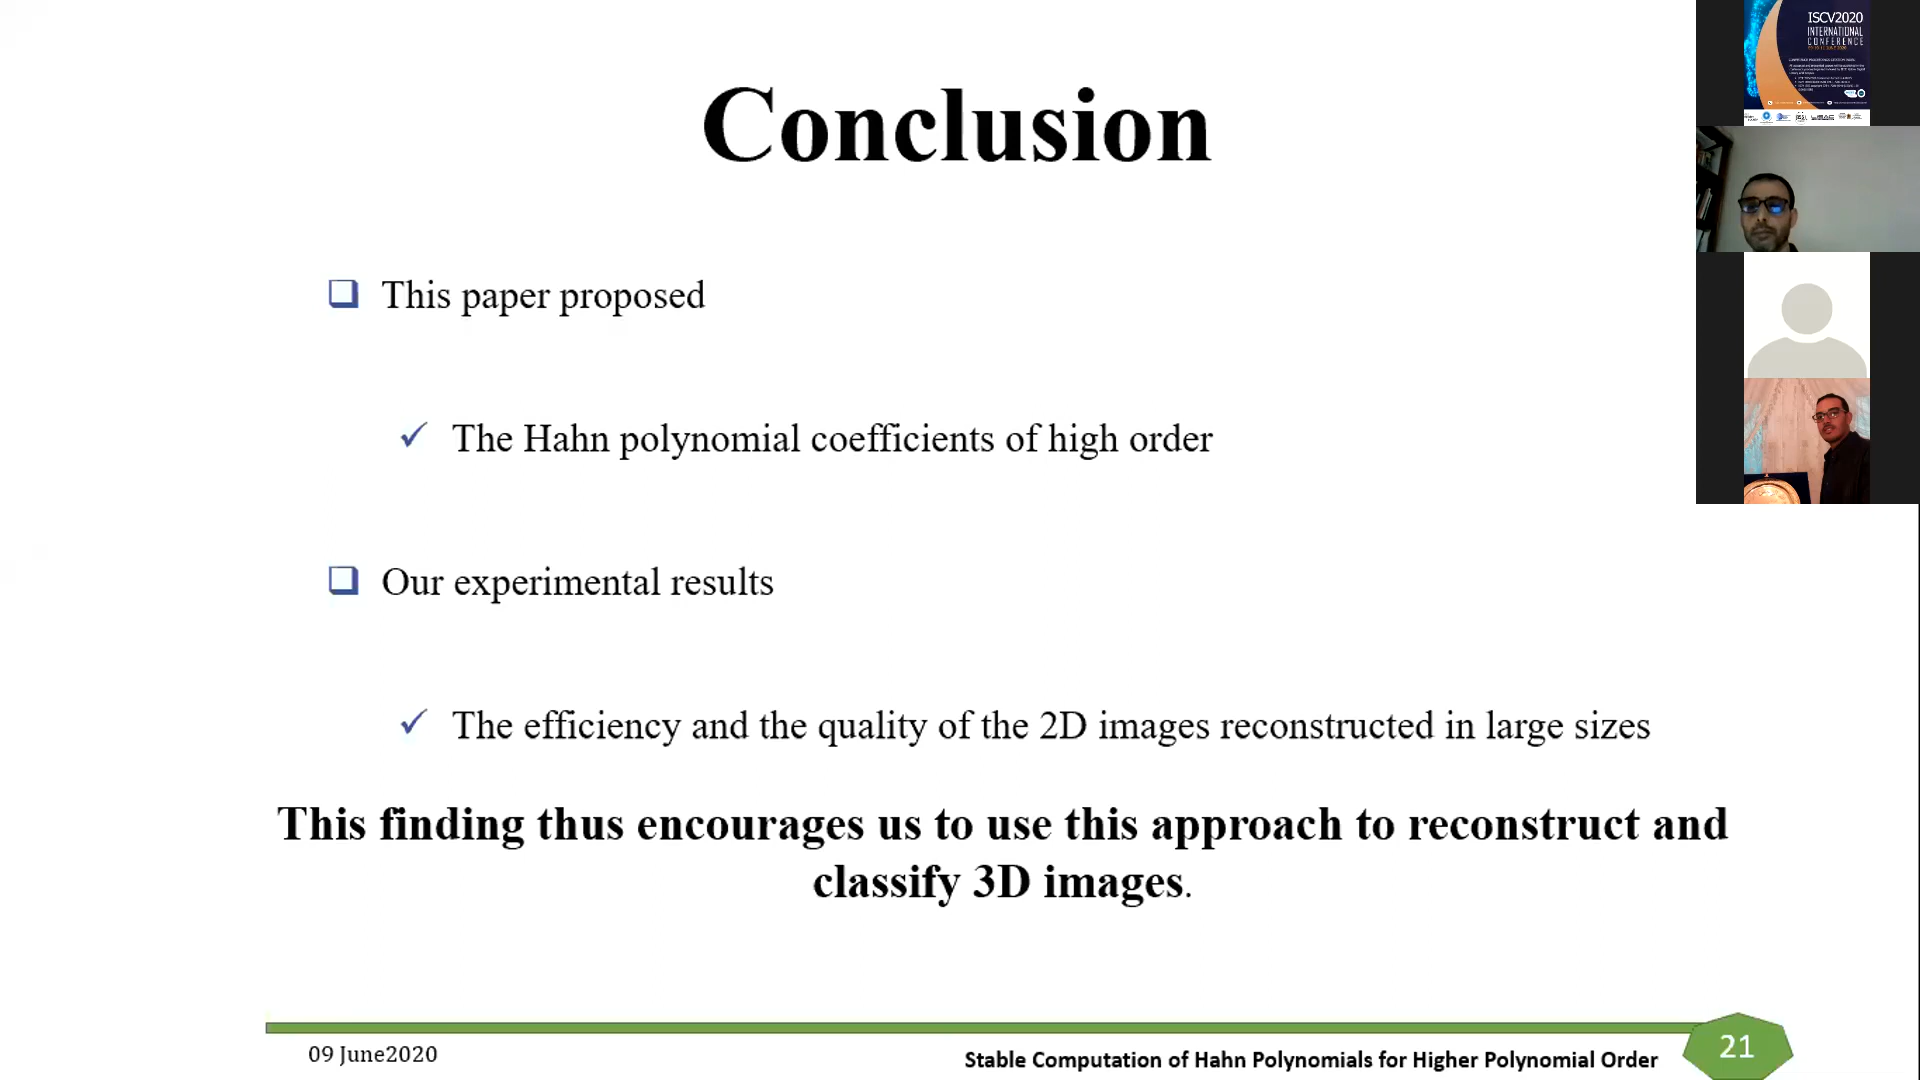 Conclusion
This paper proposed
The Hahn polynomial coefficients of high order
Our experimental results
The efficiency and the quality of the 2D images reconstructed in large sizes
This finding thus encourages us to use this approach to reconstruct and
classify 3D images.
09 June2020
Stable Computation of Hahn Polynomials for Higher Polynomial Order
21
ISCV2020
INTERNATIONAL
CONFERENCE